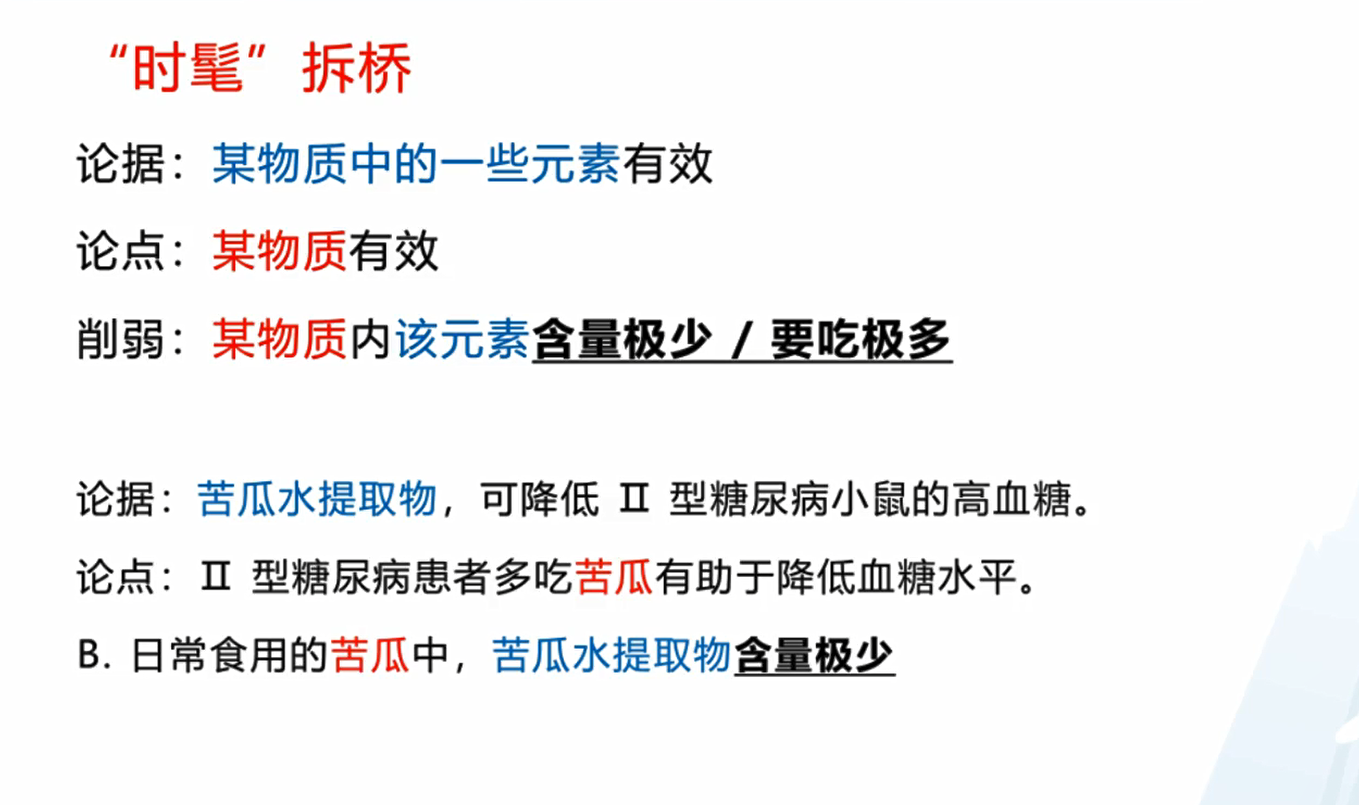 “时髦”拆桥
论据：某物质中的一些元素有效
论点：某物质有效
削弱：某物质内该元素含量极少 / 要吃极多
论据：苦瓜水提取物，可降低 Ⅱ 型糖尿病小鼠的高血糖。
论点：Ⅱ 型糖尿病患者多吃苦瓜有助于降低血糖水平。
B. 日常食用的苦瓜中，苦瓜水提取物含量极少